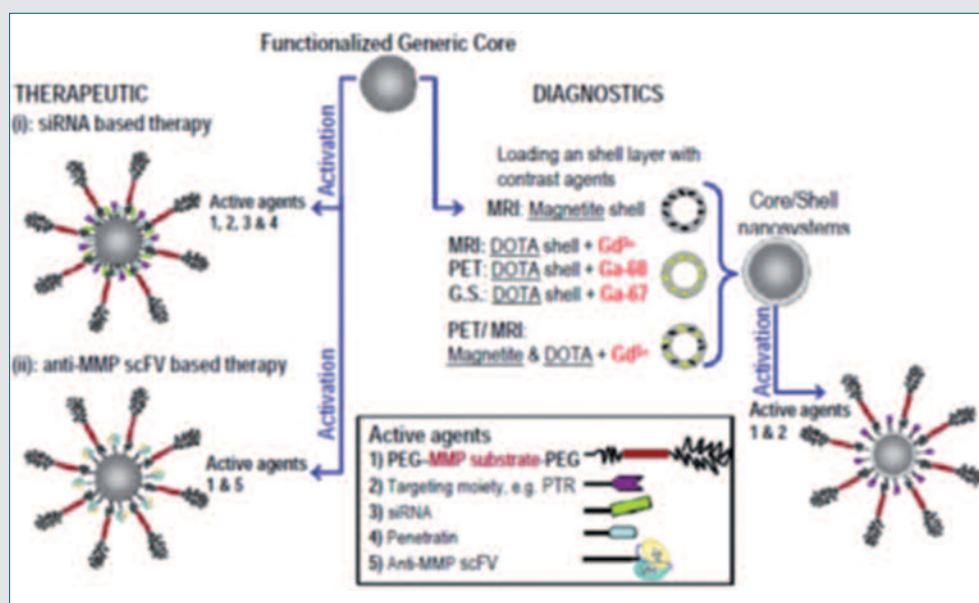 Functionalized Generic Core
THERAPEUTIC
(i): siRNA based therapy
Activation
Active agents
1, 2, 3 & 4
(ii): anti-MMP scFV based therapy
Activation
Active agents
1 & 5
DIAGNOSTICS
Loading an shell layer with
contrast agents
MRI: Magnetite shell
MRI: DOTA shell + Gd³⁺
PET: DOTA shell + Ga-68
G.S.: DOTA shell + Ga-67
PET/ MRI:
Magnetite & DOTA + Gd³⁺
Core/Shell
nanosystems
Activation
Active agents
1 & 2
Active agents
1) PEG-MMP substrate-PEG
2) Targeting moiety, e.g. PTR
3) siRNA
4) Penetratin
5) Anti-MMP scFV